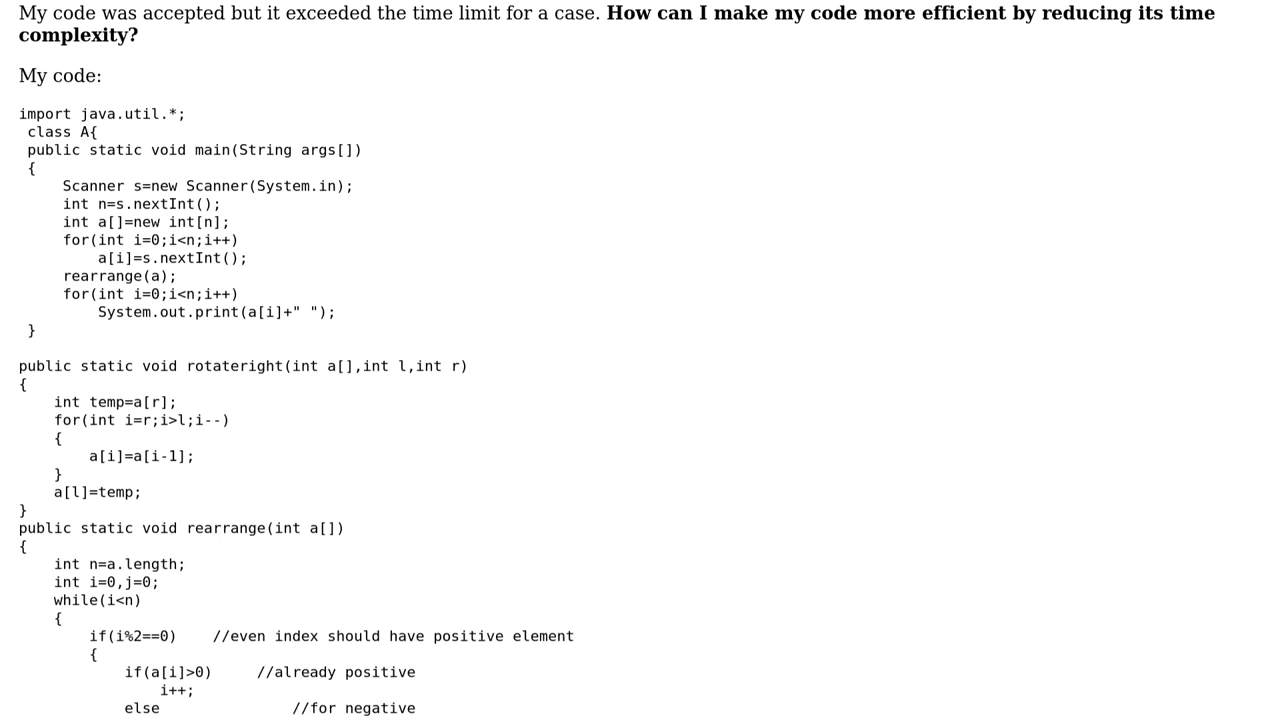 My code was accepted but it exceeded the time limit for a case. How can I make my code more efficient by reducing its time
complexity?
My code:
import java.util.*;
 class A{
 public static void main(String args[])
 {
     Scanner s=new Scanner(System.in);
     int n=s.nextInt();
     int a[]=new int[n];
     for(int i=0;i<n;i++)
         a[i]=s.nextInt();
     rearrange(a);
     for(int i=0;i<n;i++)
         System.out.print(a[i]+" ");
 }
public static void rotateright(int a[],int l,int r)
{
    int temp=a[r];
    for(int i=r;i>l;i--)
    {
        a[i]=a[i-1];
    }
    a[l]=temp;
}
public static void rearrange(int a[])
{
    int n=a.length;
    int i=0,j=0;
    while(i<n)
    {
        if(i%2==0)    //even index should have positive element
        {
            if(a[i]>0)     //already positive
                i++;
            else               //for negative